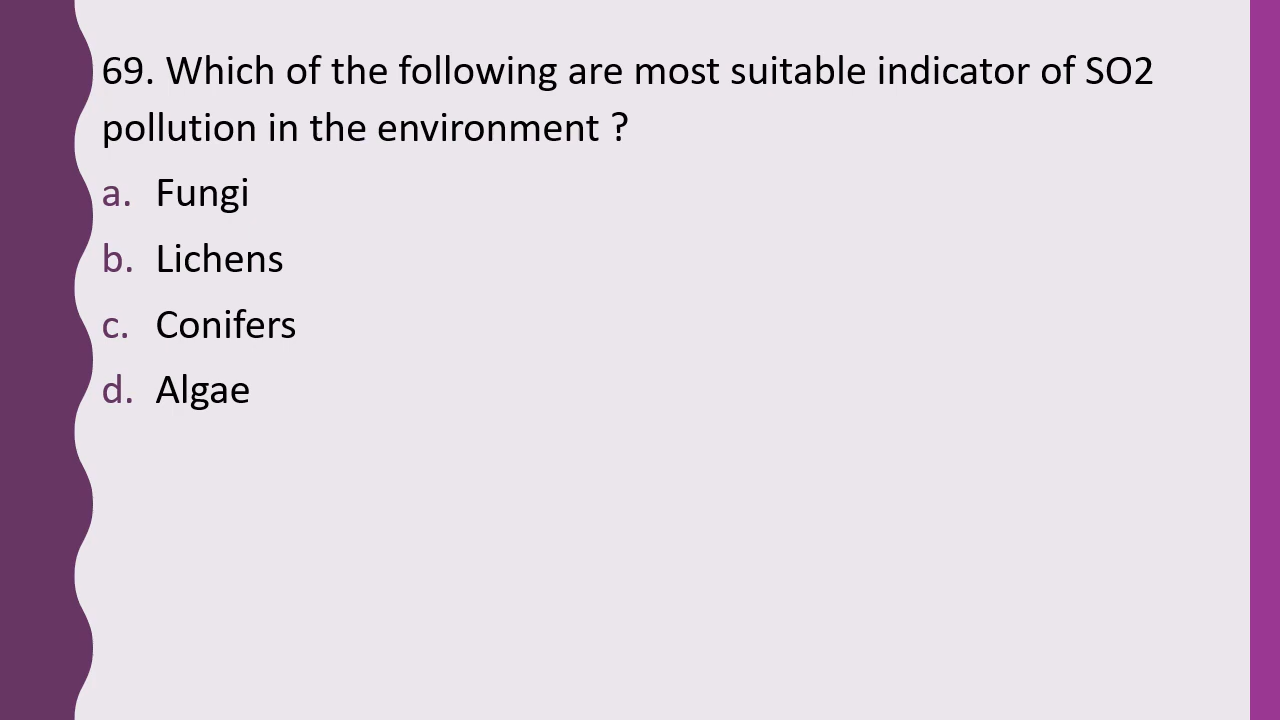 69. Which of the following are most suitable indicator of SO2
pollution in the environment ?
a. Fungi
b. Lichens
c. Conifers
d. Algae